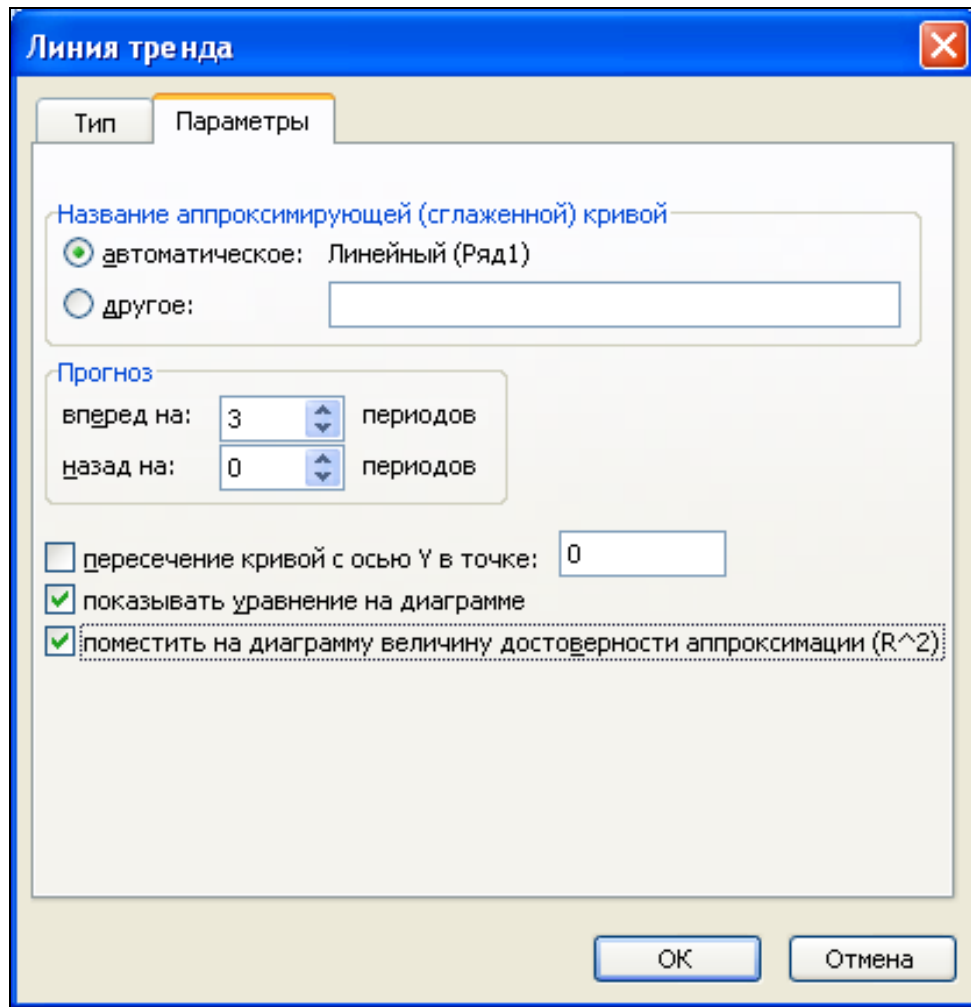 Линия тренда
Тип Параметры
Название аппроксимирующей (сглаженной) кривой
автоматическое: Линейный (Ряд1)
другое:
Прогноз
вперед на: 3 периодов
назад на: 0 периодов
пересечение кривой с осью Y в точке: 0
показывать уравнение на диаграмме
поместить на диаграмму величину достоверности аппроксимации (R^2)
ОК Отмена